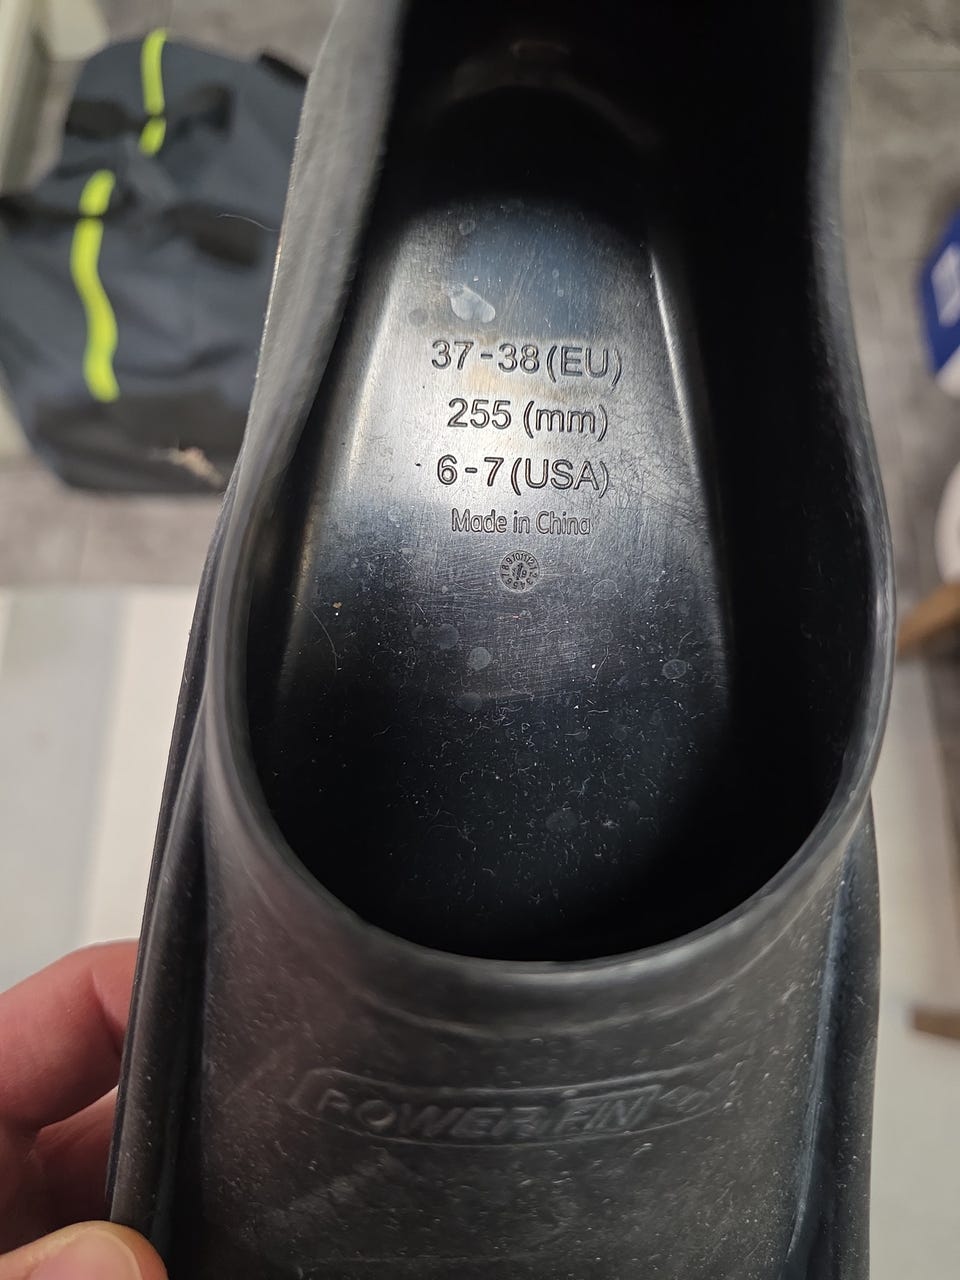 37-38 (EU)
255 (mm)
6-7 (USA)
Made in China
POWERFIN